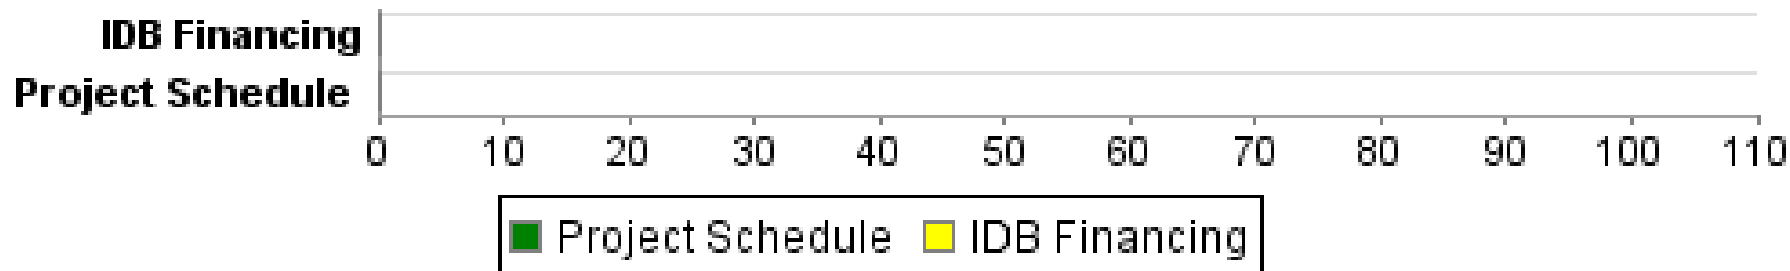 IDB Financing
Project Schedule
0 10 20 30 40 50 60 70 80 90 100 110
Project Schedule IDB Financing